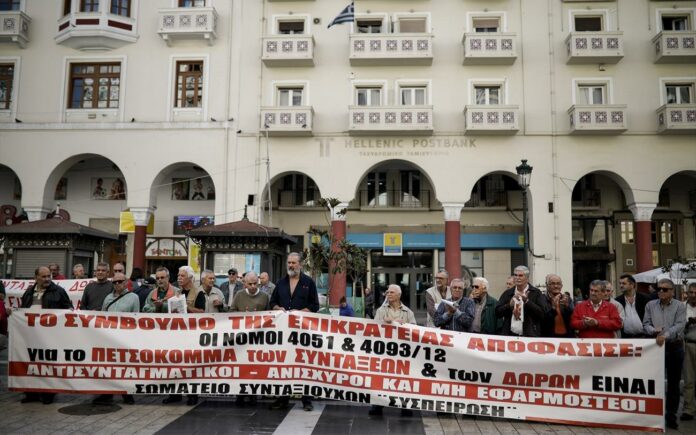 HELLENIC POSTBANK
ΤΑΧΥΔΡΟΜΙΚΟ ΤΑΜΙΕΥΤΗΡΙΟ
ΤΟ ΣΥΜΒΟΥΛΙΟ ΤΗΣ ΕΠΙΚΡΑΤΕΙΑΣ ΑΠΟΦΑΣΙΣΕ:
ΟΙ ΝΟΜΟΙ 4051 & 4093/12
για το ΠΕΤΣΟΚΟΜΜΑ των ΣΥΝΤΑΞΕΩΝ & των ΔΩΡΩΝ ΕΙΝΑΙ
ΑΝΤΙΣΥΝΤΑΓΜΑΤΙΚΟΙ - ΑΝΙΣΧΥΡΟΙ ΚΑΙ ΜΗ ΕΦΑΡΜΟΣΤΕΟΙ
ΣΩΜΑΤΕΙΟ ΣΥΝΤΑΞΙΟΥΧΩΝ "ΣΥΣΠΕΙΡΩΣΗ"